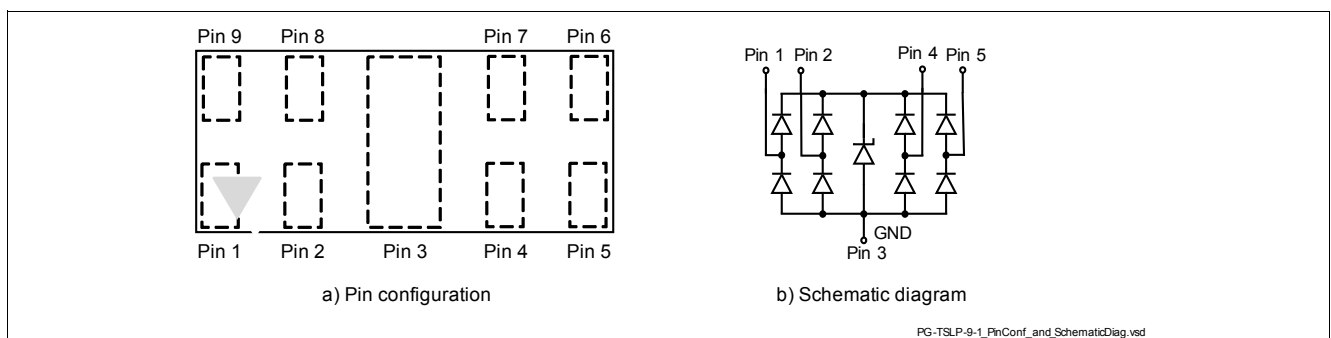 Pin 9 Pin 8 Pin 7 Pin 6
Pin 1 Pin 2 Pin 3 Pin 4 Pin 5
a) Pin configuration
Pin 1 Pin 2 Pin 4 Pin 5
GND
Pin 3
b) Schematic diagram
PG-TSLP-9-1_PinConf_and_SchematicDiag.vsd